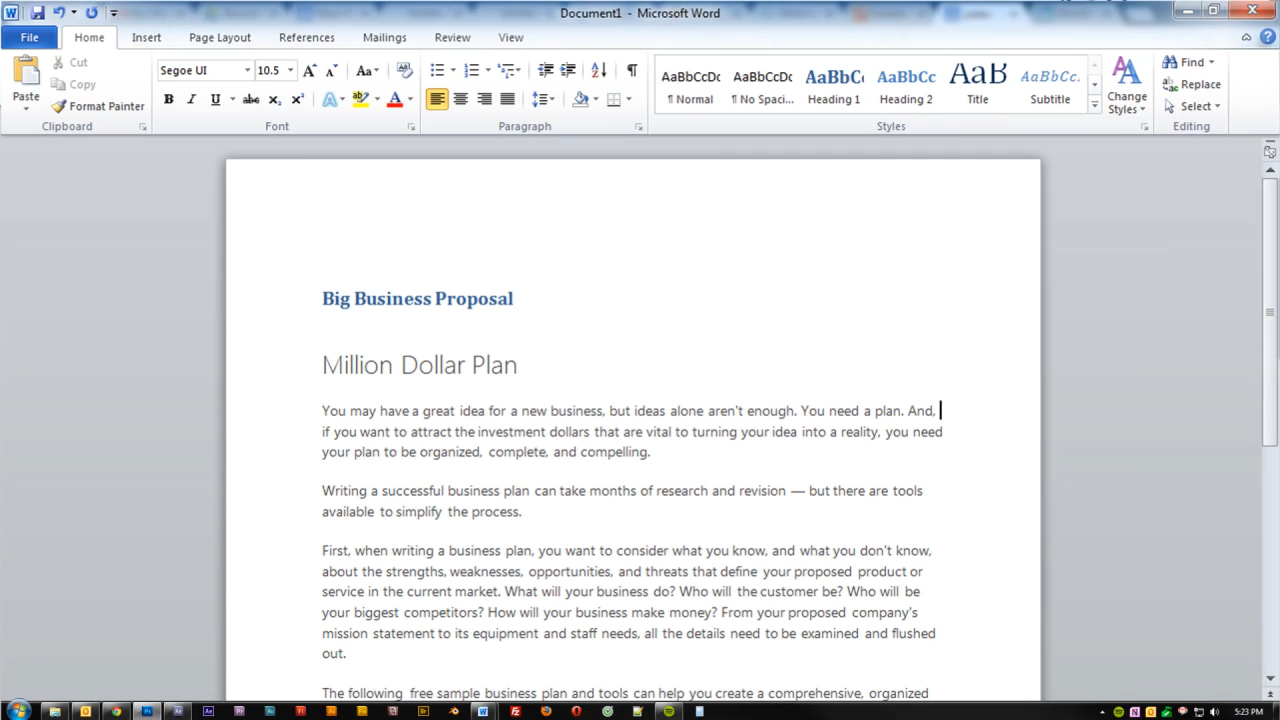 Document1 - Microsoft Word
File Home Insert Page Layout References Mailings Review View
Paste
Cut
Copy
Format Painter
Clipboard
Segoe UI 10.5
Font
Paragraph
AaBbCcDc AaBbCcDc AaBbCc AaBbCc AaB AaBbCc.
¶ Normal ¶ No Spaci... Heading 1 Heading 2 Title Subtitle
Styles
Change
Styles
Find
Replace
Select
Editing
Big Business Proposal
Million Dollar Plan
You may have a great idea for a new business, but ideas alone aren't enough. You need a plan. And,
if you want to attract the investment dollars that are vital to turning your idea into a reality, you need
your plan to be organized, complete, and compelling.
Writing a successful business plan can take months of research and revision — but there are tools
available to simplify the process.
First, when writing a business plan, you want to consider what you know, and what you don't know,
about the strengths, weaknesses, opportunities, and threats that define your proposed product or
service in the current market. What will your business do? Who will the customer be? Who will be
your biggest competitors? How will your business make money? From your proposed company's
mission statement to its equipment and staff needs, all the details need to be examined and flushed
out.
The following free sample business plan and tools can help you create a comprehensive, organized
5:23 PM